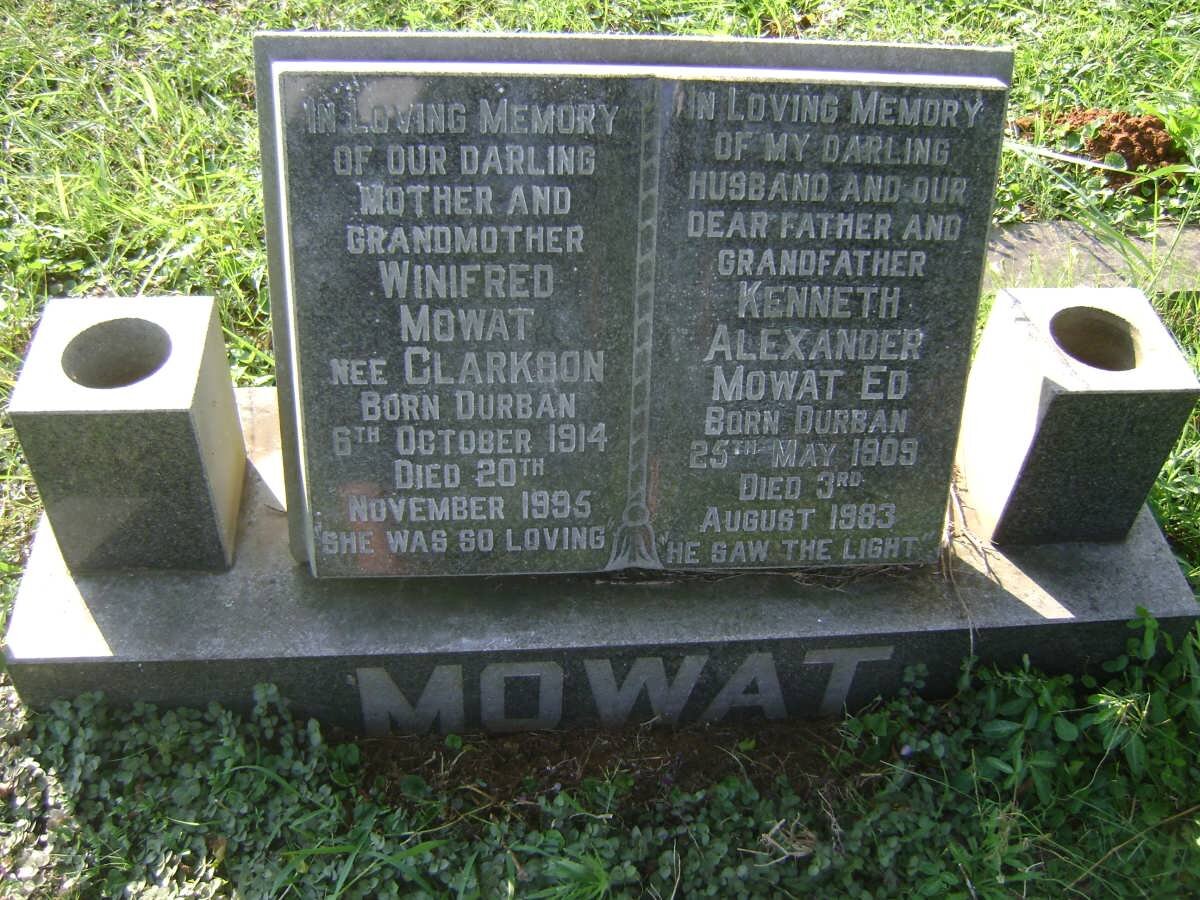 In Loving Memory
of our darling
Mother and
Grandmother
Winifred
Mowat
nee Clarkson
Born Durban
6th October 1914
Died 20th
November 1995
"She was so loving"
In Loving Memory
of my darling
husband and our
dear Father and
Grandfather
Kenneth
Alexander
Mowat Ed
Born Durban
25th May 1909
Died 3rd
August 1983
"He saw the light"
MOWAT